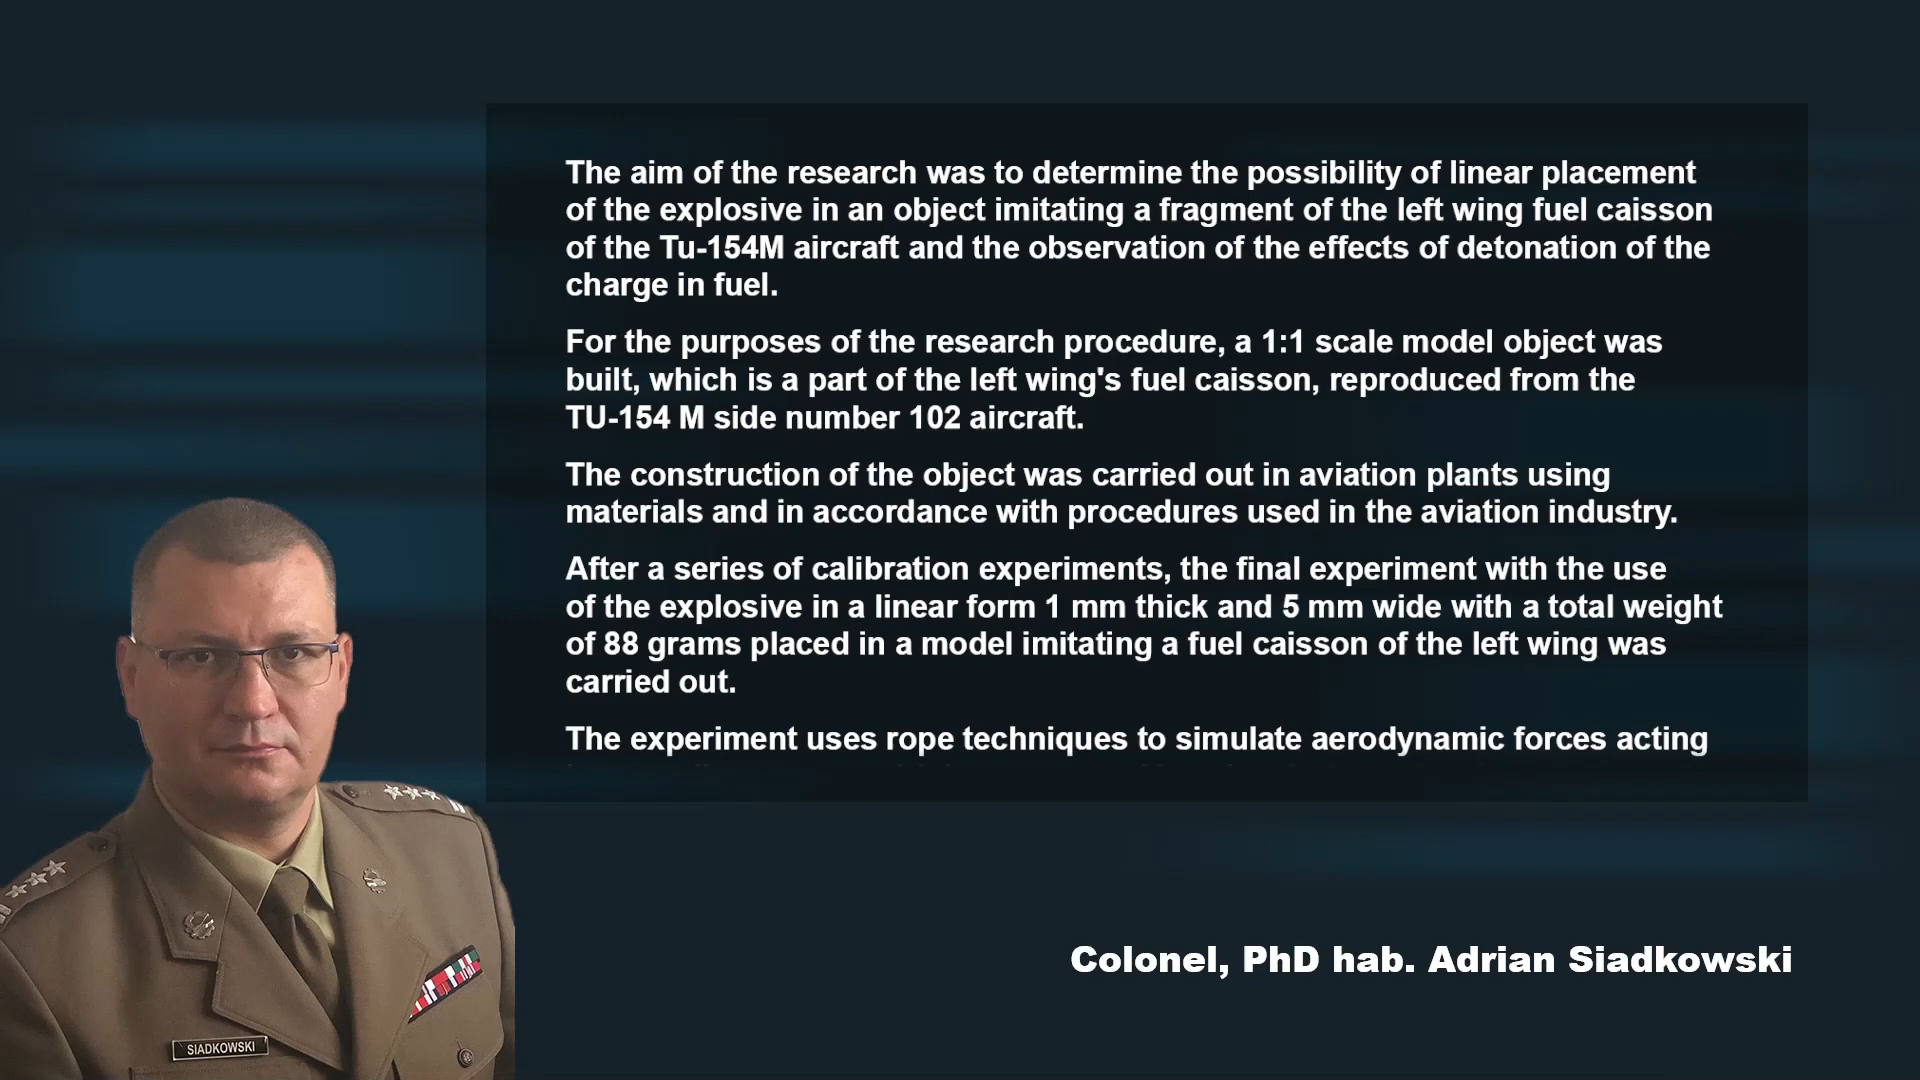 The aim of the research was to determine the possibility of linear placement
of the explosive in an object imitating a fragment of the left wing fuel caisson
of the Tu-154M aircraft and the observation of the effects of detonation of the
charge in fuel.
For the purposes of the research procedure, a 1:1 scale model object was
built, which is a part of the left wing's fuel caisson, reproduced from the
TU-154 M side number 102 aircraft.
The construction of the object was carried out in aviation plants using
materials and in accordance with procedures used in the aviation industry.
After a series of calibration experiments, the final experiment with the use
of the explosive in a linear form 1 mm thick and 5 mm wide with a total weight
of 88 grams placed in a model imitating a fuel caisson of the left wing was
carried out.
The experiment uses rope techniques to simulate aerodynamic forces acting
Colonel, PhD hab. Adrian Siadkowski
SIADKOWSKI